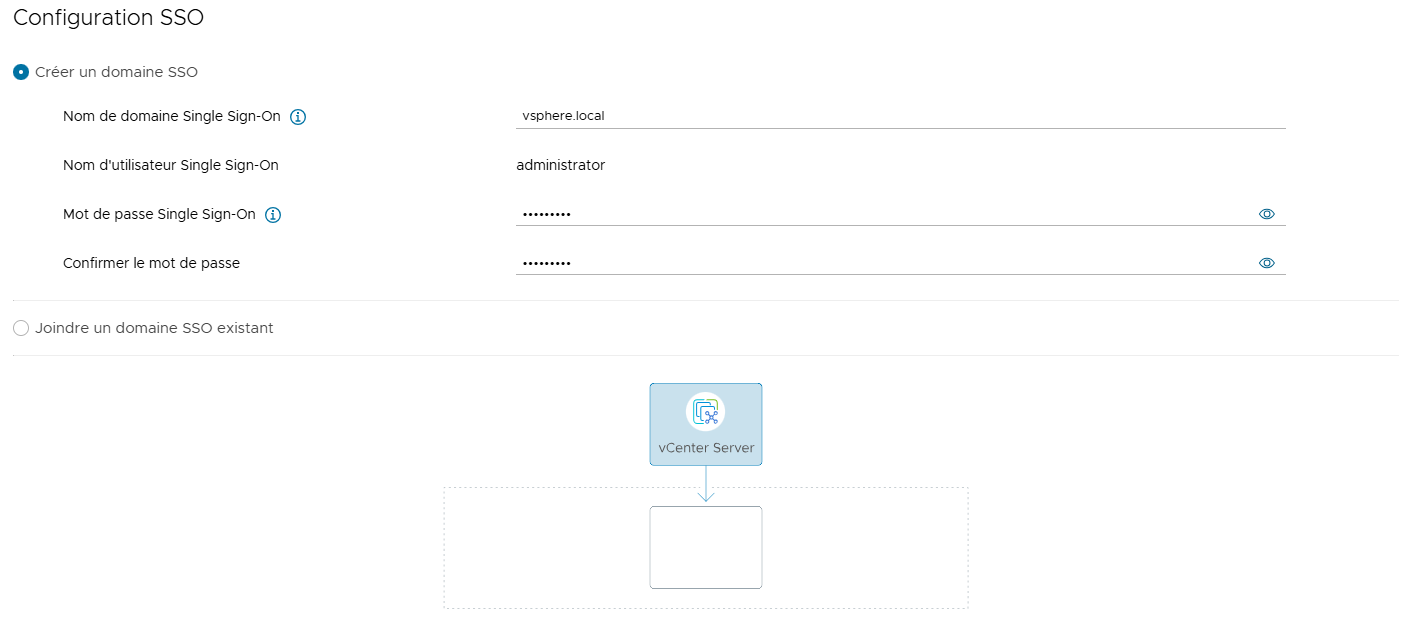 Configuration SSO
Créer un domaine SSO
Nom de domaine Single Sign-On
vsphere.local
Nom d'utilisateur Single Sign-On
administrator
Mot de passe Single Sign-On
•••••••••
Confirmer le mot de passe
•••••••••
Joindre un domaine SSO existant
vCenter Server